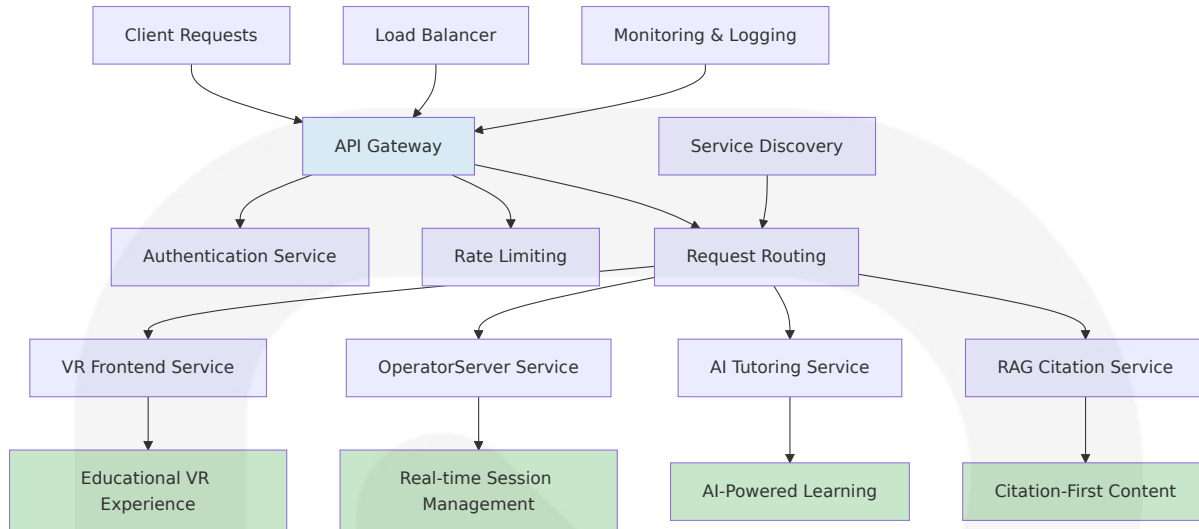 Client Requests
Load Balancer
Monitoring & Logging
API Gateway
Service Discovery
Authentication Service
Rate Limiting
Request Routing
VR Frontend Service
OperatorServer Service
AI Tutoring Service
RAG Citation Service
Educational VR
Experience
Real-time Session
Management
AI-Powered Learning
Citation-First Content